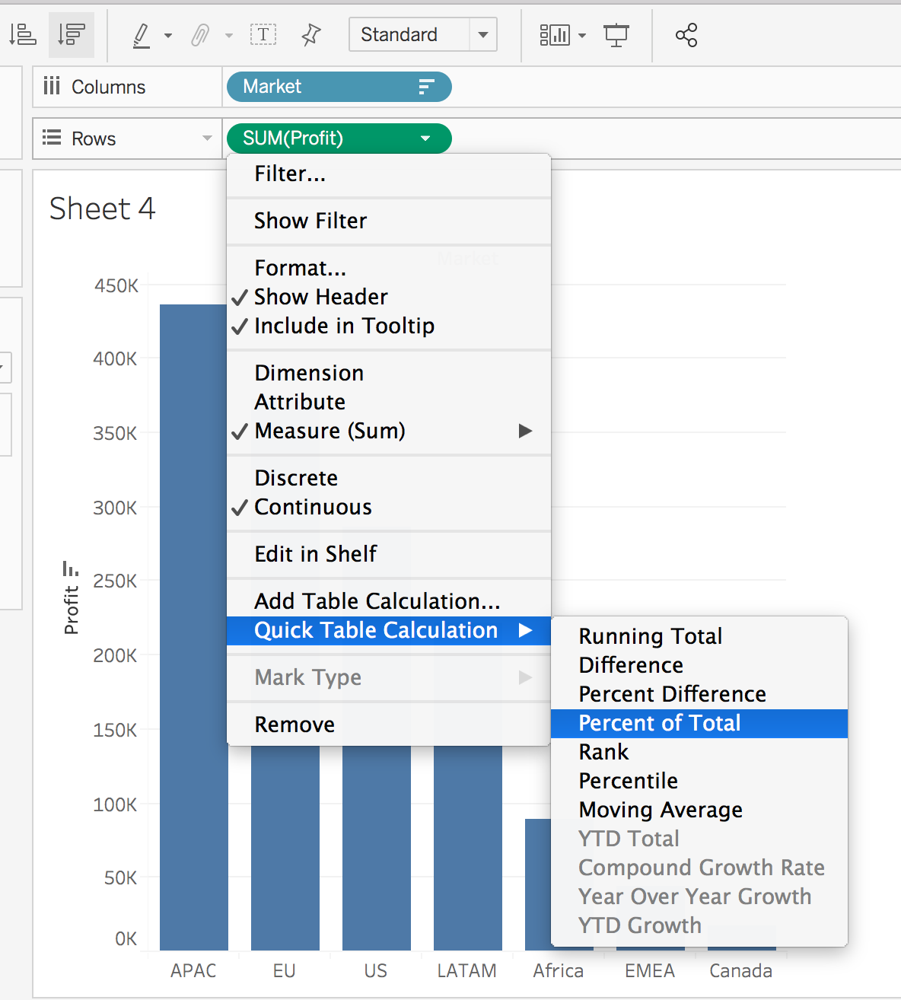 T
Standard
Columns
Market
Rows
SUM(Profit)
Sheet 4
Filter...
Show Filter
Format...
Show Header
Include in Tooltip
Dimension
Attribute
Measure (Sum)
Discrete
Continuous
Edit in Shelf
Add Table Calculation...
Quick Table Calculation
Mark Type
Remove
Running Total
Difference
Percent Difference
Percent of Total
Rank
Percentile
Moving Average
YTD Total
Compound Growth Rate
Year Over Year Growth
YTD Growth
Market
Profit
450K
400K
350K
300K
250K
200K
150K
100K
50K
0K
APAC
EU
US
LATAM
Africa
EMEA
Canada